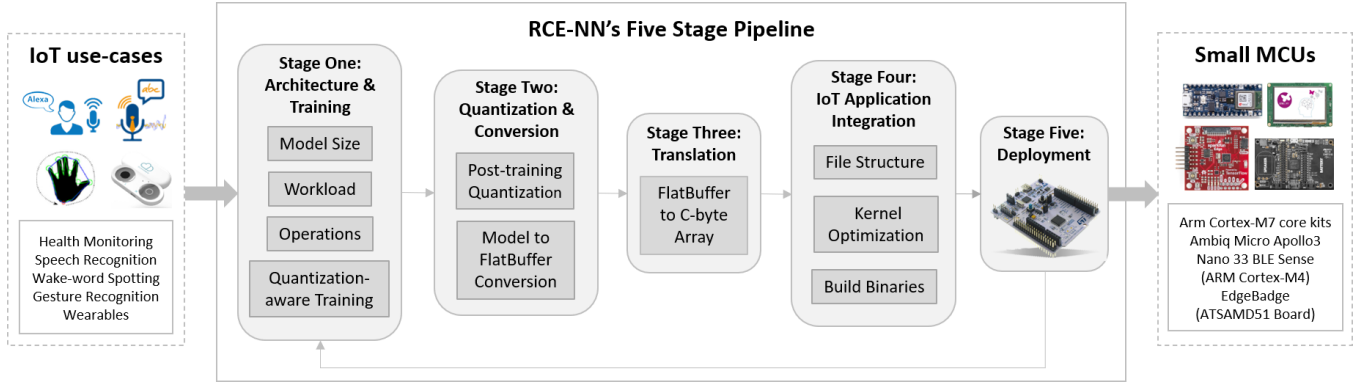 RCE-NN's Five Stage Pipeline
IoT use-cases
Alexa
abc
Health Monitoring
Speech Recognition
Wake-word Spotting
Gesture Recognition
Wearables
Stage One:
Architecture &
Training
Model Size
Workload
Operations
Quantization-
aware Training
Stage Two:
Quantization &
Conversion
Post-training
Quantization
Model to
FlatBuffer
Conversion
Stage Three:
Translation
FlatBuffer
to C-byte
Array
Stage Four:
IoT Application
Integration
File Structure
Kernel
Optimization
Build Binaries
Stage Five:
Deployment
Small MCUs
Arm Cortex-M7 core kits
Ambiq Micro Apollo3
Nano 33 BLE Sense
(ARM Cortex-M4)
EdgeBadge
(ATSAMD51 Board)